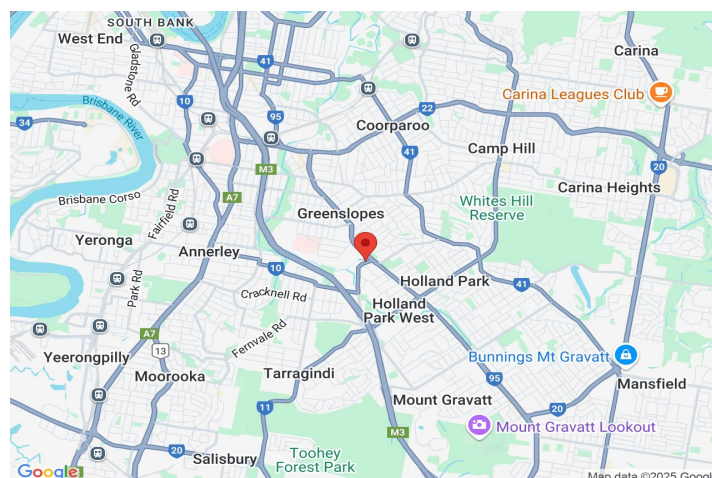 SOUTH BANK
West End
Gladstone Rd
41
Carina
Carina Leagues Club
10
Brisbane River
95
22
34
Coorparoo
41
Camp Hill
20
M3
A7
Carina Heights
Brisbane Corso
Fairfield Rd
Whites Hill
Reserve
Greenslopes
Yeronga
Annerley
10
Holland Park
41
Park Rd
Cracknell Rd
Holland
Park West
Fernvale Rd
A7
13
Yeerongpilly
Bunnings Mt Gravatt
Moorooka
Tarragindi
95
Mansfield
Mount Gravatt
20
11
Mount Gravatt Lookout
M3
20
Toohey
Forest Park
Salisbury
Google
Map data ©2025 Google